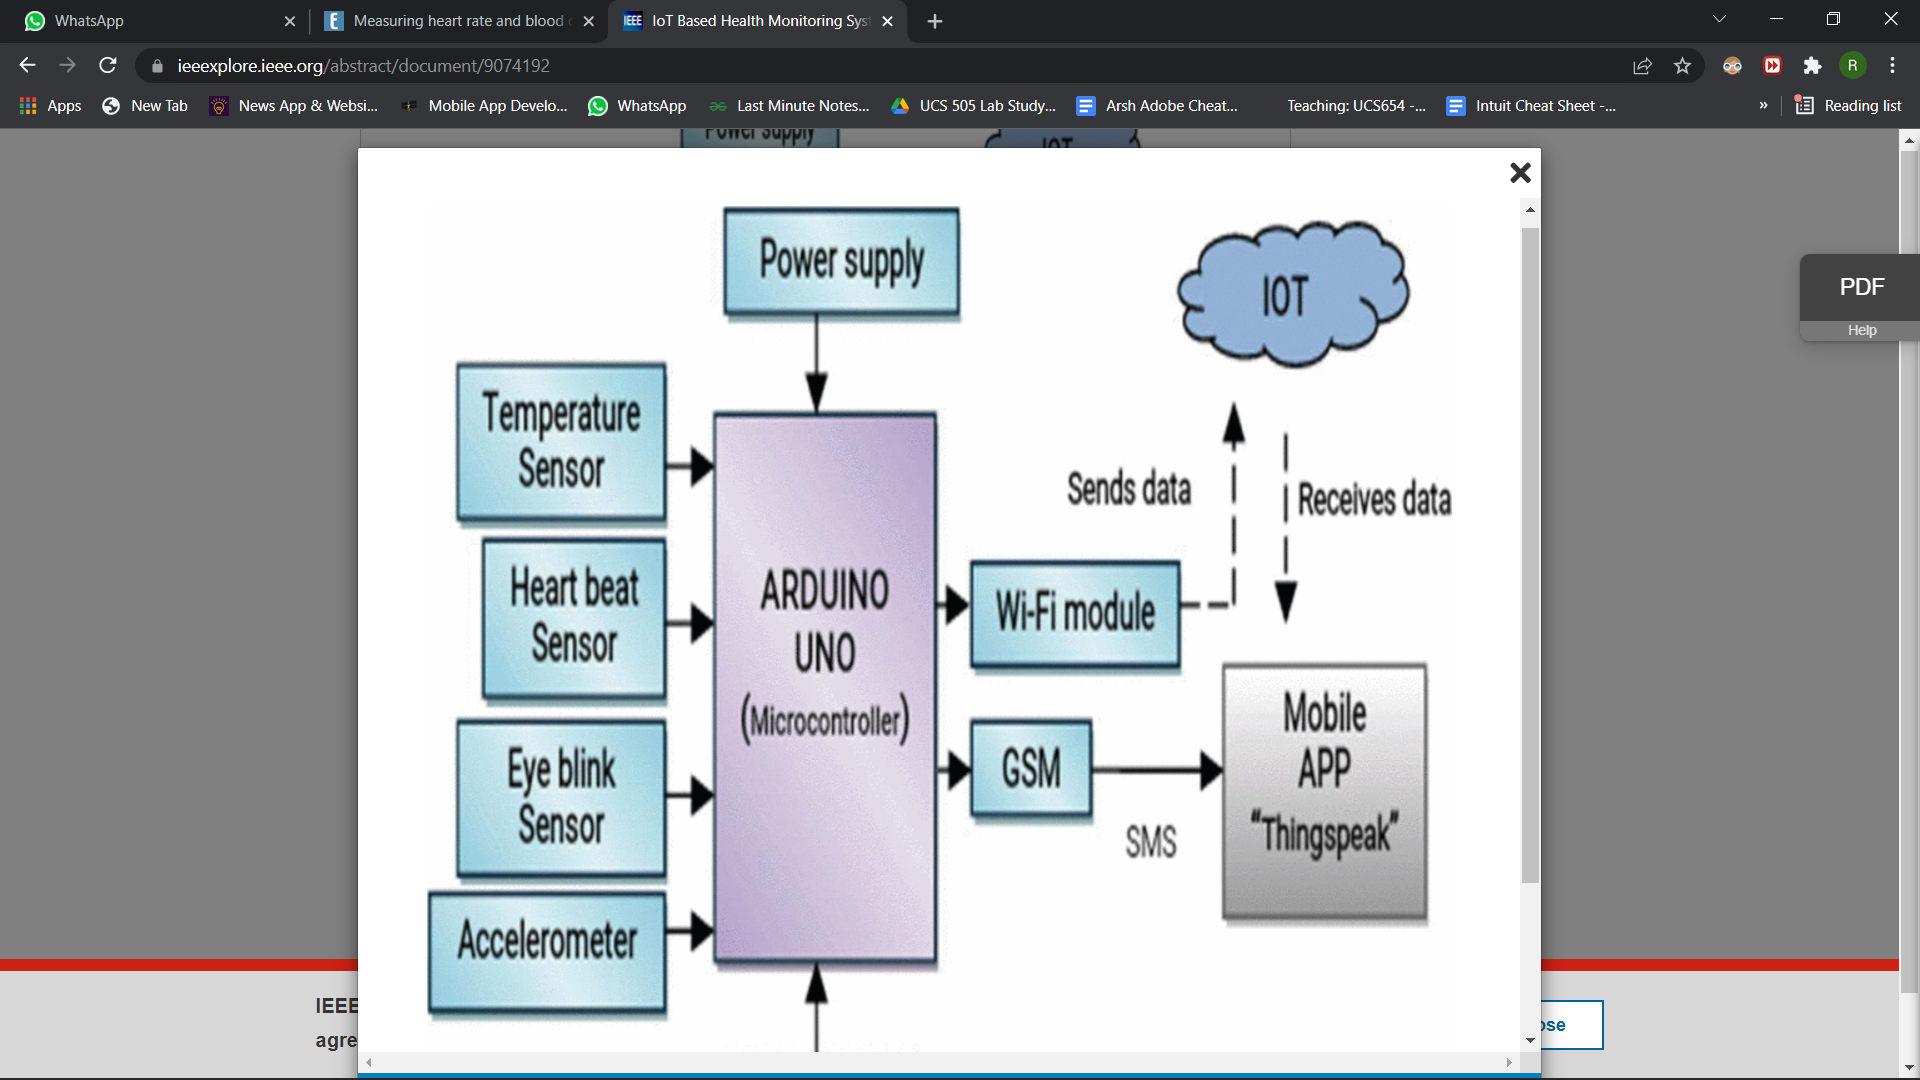 WhatsApp
Measuring heart rate and blood
IEEE IoT Based Health Monitoring Syst
ieeexplore.ieee.org/abstract/document/9074192
R
Apps
New Tab
News App & Websi...
Mobile App Develo...
WhatsApp
Last Minute Notes...
UCS 505 Lab Study...
Arsh Adobe Cheat...
Teaching: UCS654 -...
Intuit Cheat Sheet -...
»
Reading list
Power supply
IOT
Power supply
IOT
PDF
Help
Temperature
Sensor
Sends data
Receives data
Heart beat
Sensor
ARDUINO
UNO
(Microcontroller)
Wi-Fi module
Eye blink
Sensor
GSM
SMS
Mobile
APP
“Thingspeak”
Accelerometer
IEEE
agre
ose